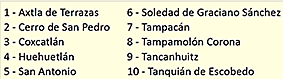 1 - Axtla de Terrazas
2 - Cerro de San Pedro
3 - Coxcatlán
4 - Huehuetlán
5 - San Antonio
6 - Soledad de Graciano Sánchez
7 - Tampacán
8 - Tampamolón Corona
9 - Tancanhuitz
10 - Tanquián de Escobedo